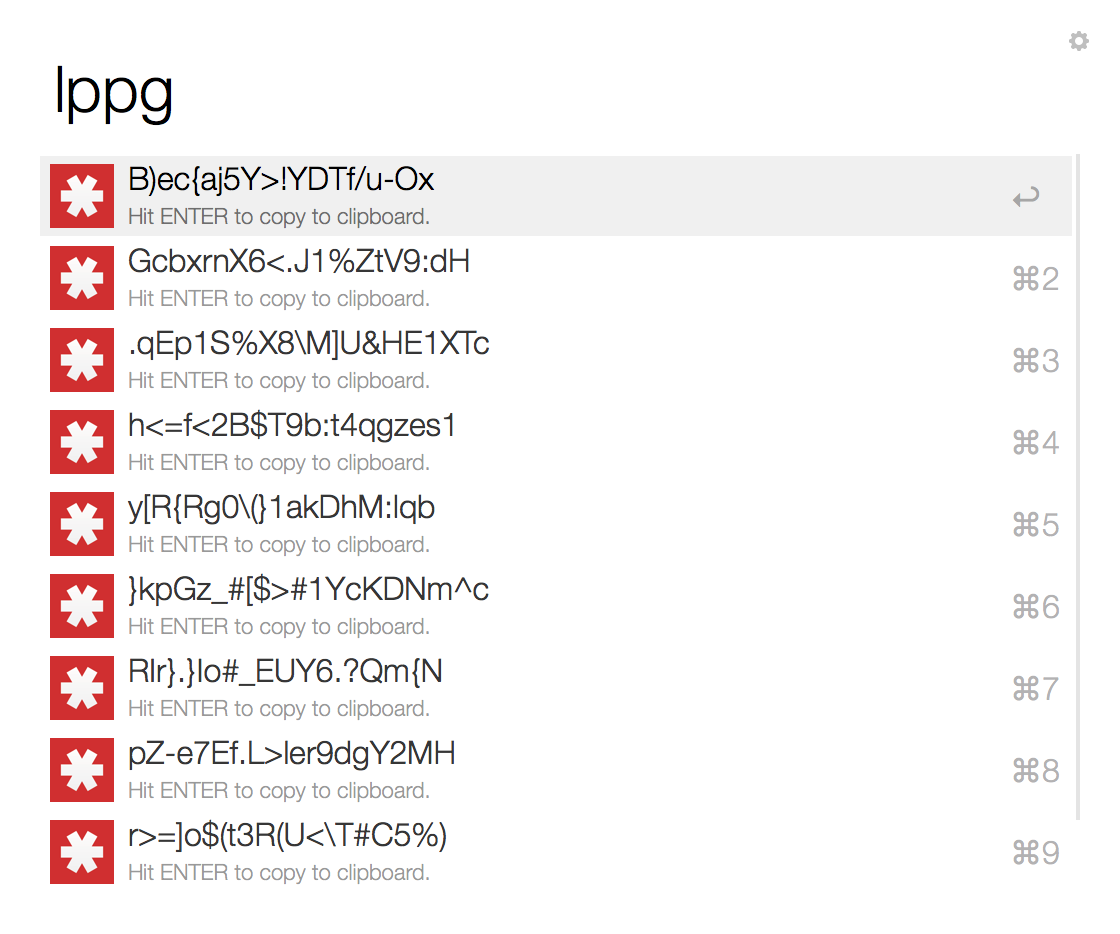 lppg
B)ec{aj5Y>!YDTf/u-Ox
Hit ENTER to copy to clipboard.
GcbxrnX6<.J1%ZtV9:dH
Hit ENTER to copy to clipboard.
⌘2
.qEp1S%X8\M]U&HE1XTc
Hit ENTER to copy to clipboard.
⌘3
h<=f<2B$T9b:t4qgzes1
Hit ENTER to copy to clipboard.
⌘4
y[R{Rg0\(}1akDhM:lqb
Hit ENTER to copy to clipboard.
⌘5
}kpGz_#[$>#1YcKDNm^c
Hit ENTER to copy to clipboard.
⌘6
RIr}.}Io#_EUY6.?Qm{N
Hit ENTER to copy to clipboard.
⌘7
pZ-e7Ef.L>ler9dgY2MH
Hit ENTER to copy to clipboard.
⌘8
r>=]o$(t3R(U<\T#C5%)
Hit ENTER to copy to clipboard.
⌘9